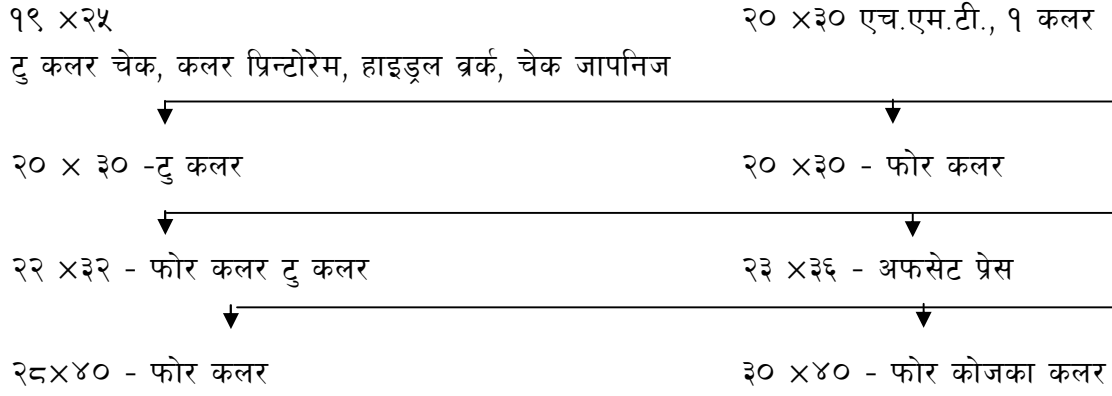 १९ ×२५ २० ×३० एच.एम.टी., १ कलर
टु कलर चेक, कलर प्रिन्टोरेम, हाइड्रल व्रर्क, चेक जापनिज
२० × ३० -टु कलर २० ×३० - फोर कलर
२२ ×३२ - फोर कलर टु कलर २३ ×३६ - अफसेट प्रेस
२८×४० - फोर कलर ३० ×४० - फोर कोजका कलर